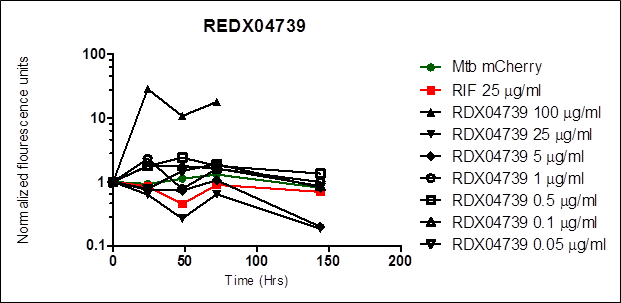 REDX04739
Normalized flourescence units
100
10
1
0.1
0
50
100
150
200
Time (Hrs)
Mtb mCherry
RIF 25 μg/ml
RDX04739 100 μg/ml
RDX04739 25 μg/ml
RDX04739 5 μg/ml
RDX04739 1 μg/ml
RDX04739 0.5 μg/ml
RDX04739 0.1 μg/ml
RDX04739 0.05 μg/ml